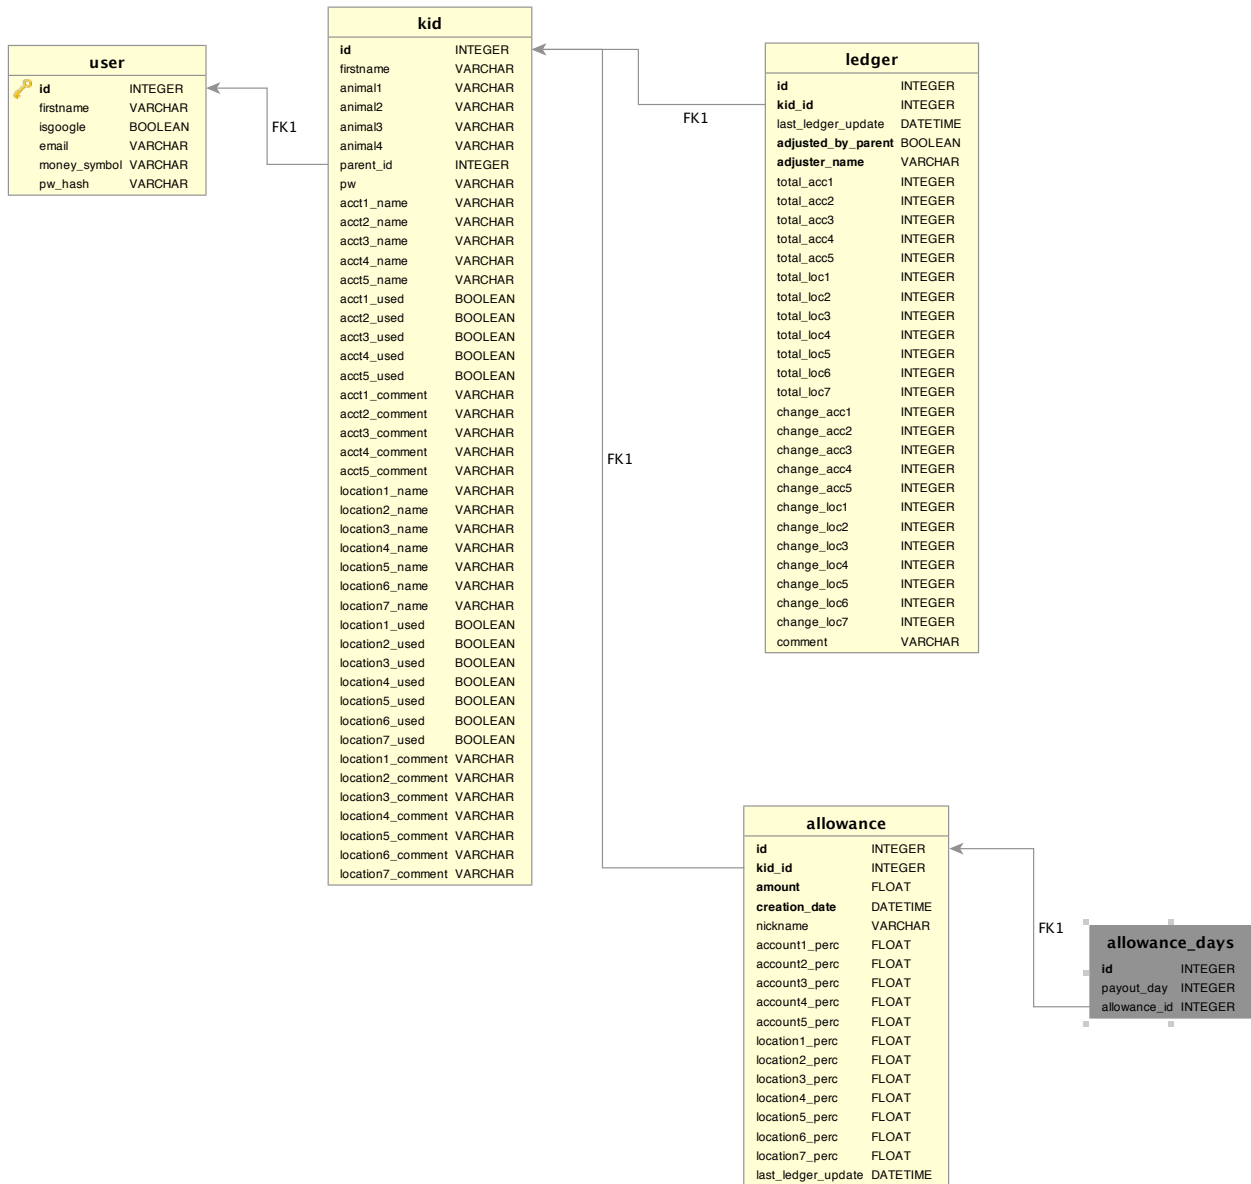 user
id INTEGER
firstname VARCHAR
isgoogle BOOLEAN
email VARCHAR
money_symbol VARCHAR
pw_hash VARCHAR
FK1
kid
id INTEGER
firstname VARCHAR
animal1 VARCHAR
animal2 VARCHAR
animal3 VARCHAR
animal4 VARCHAR
parent_id INTEGER
pw VARCHAR
acct1_name VARCHAR
acct2_name VARCHAR
acct3_name VARCHAR
acct4_name VARCHAR
acct5_name VARCHAR
acct1_used BOOLEAN
acct2_used BOOLEAN
acct3_used BOOLEAN
acct4_used BOOLEAN
acct5_used BOOLEAN
acct1_comment VARCHAR
acct2_comment VARCHAR
acct3_comment VARCHAR
acct4_comment VARCHAR
acct5_comment VARCHAR
location1_name VARCHAR
location2_name VARCHAR
location3_name VARCHAR
location4_name VARCHAR
location5_name VARCHAR
location6_name VARCHAR
location7_name VARCHAR
location1_used BOOLEAN
location2_used BOOLEAN
location3_used BOOLEAN
location4_used BOOLEAN
location5_used BOOLEAN
location6_used BOOLEAN
location7_used BOOLEAN
location1_comment VARCHAR
location2_comment VARCHAR
location3_comment VARCHAR
location4_comment VARCHAR
location5_comment VARCHAR
location6_comment VARCHAR
location7_comment VARCHAR
FK1
FK1
ledger
id INTEGER
kid_id INTEGER
last_ledger_update DATETIME
adjusted_by_parent BOOLEAN
adjuster_name VARCHAR
total_acc1 INTEGER
total_acc2 INTEGER
total_acc3 INTEGER
total_acc4 INTEGER
total_acc5 INTEGER
total_loc1 INTEGER
total_loc2 INTEGER
total_loc3 INTEGER
total_loc4 INTEGER
total_loc5 INTEGER
total_loc6 INTEGER
total_loc7 INTEGER
change_acc1 INTEGER
change_acc2 INTEGER
change_acc3 INTEGER
change_acc4 INTEGER
change_acc5 INTEGER
change_loc1 INTEGER
change_loc2 INTEGER
change_loc3 INTEGER
change_loc4 INTEGER
change_loc5 INTEGER
change_loc6 INTEGER
change_loc7 INTEGER
comment VARCHAR
allowance
id INTEGER
kid_id INTEGER
amount FLOAT
creation_date DATETIME
nickname VARCHAR
account1_perc FLOAT
account2_perc FLOAT
account3_perc FLOAT
account4_perc FLOAT
account5_perc FLOAT
location1_perc FLOAT
location2_perc FLOAT
location3_perc FLOAT
location4_perc FLOAT
location5_perc FLOAT
location6_perc FLOAT
location7_perc FLOAT
last_ledger_update DATETIME
FK1
allowance_days
id INTEGER
payout_day INTEGER
allowance_id INTEGER